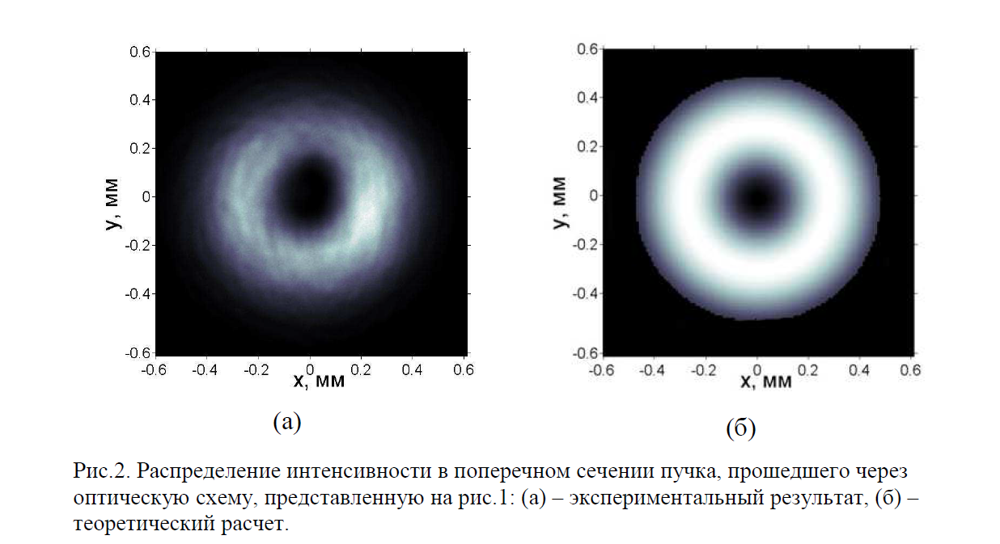 0.6
0.4
0.2
0
-0.2
-0.4
-0.6
y, мм
-0.6 -0.4 -0.2 0 0.2 0.4 0.6
x, мм
(а)
0.6
0.4
0.2
0
-0.2
-0.4
-0.6
y, мм
-0.6 -0.4 -0.2 0 0.2 0.4 0.6
x, мм
(б)
Рис.2. Распределение интенсивности в поперечном сечении пучка, прошедшего через
оптическую схему, представленную на рис.1: (а) – экспериментальный результат, (б) –
теоретический расчет.